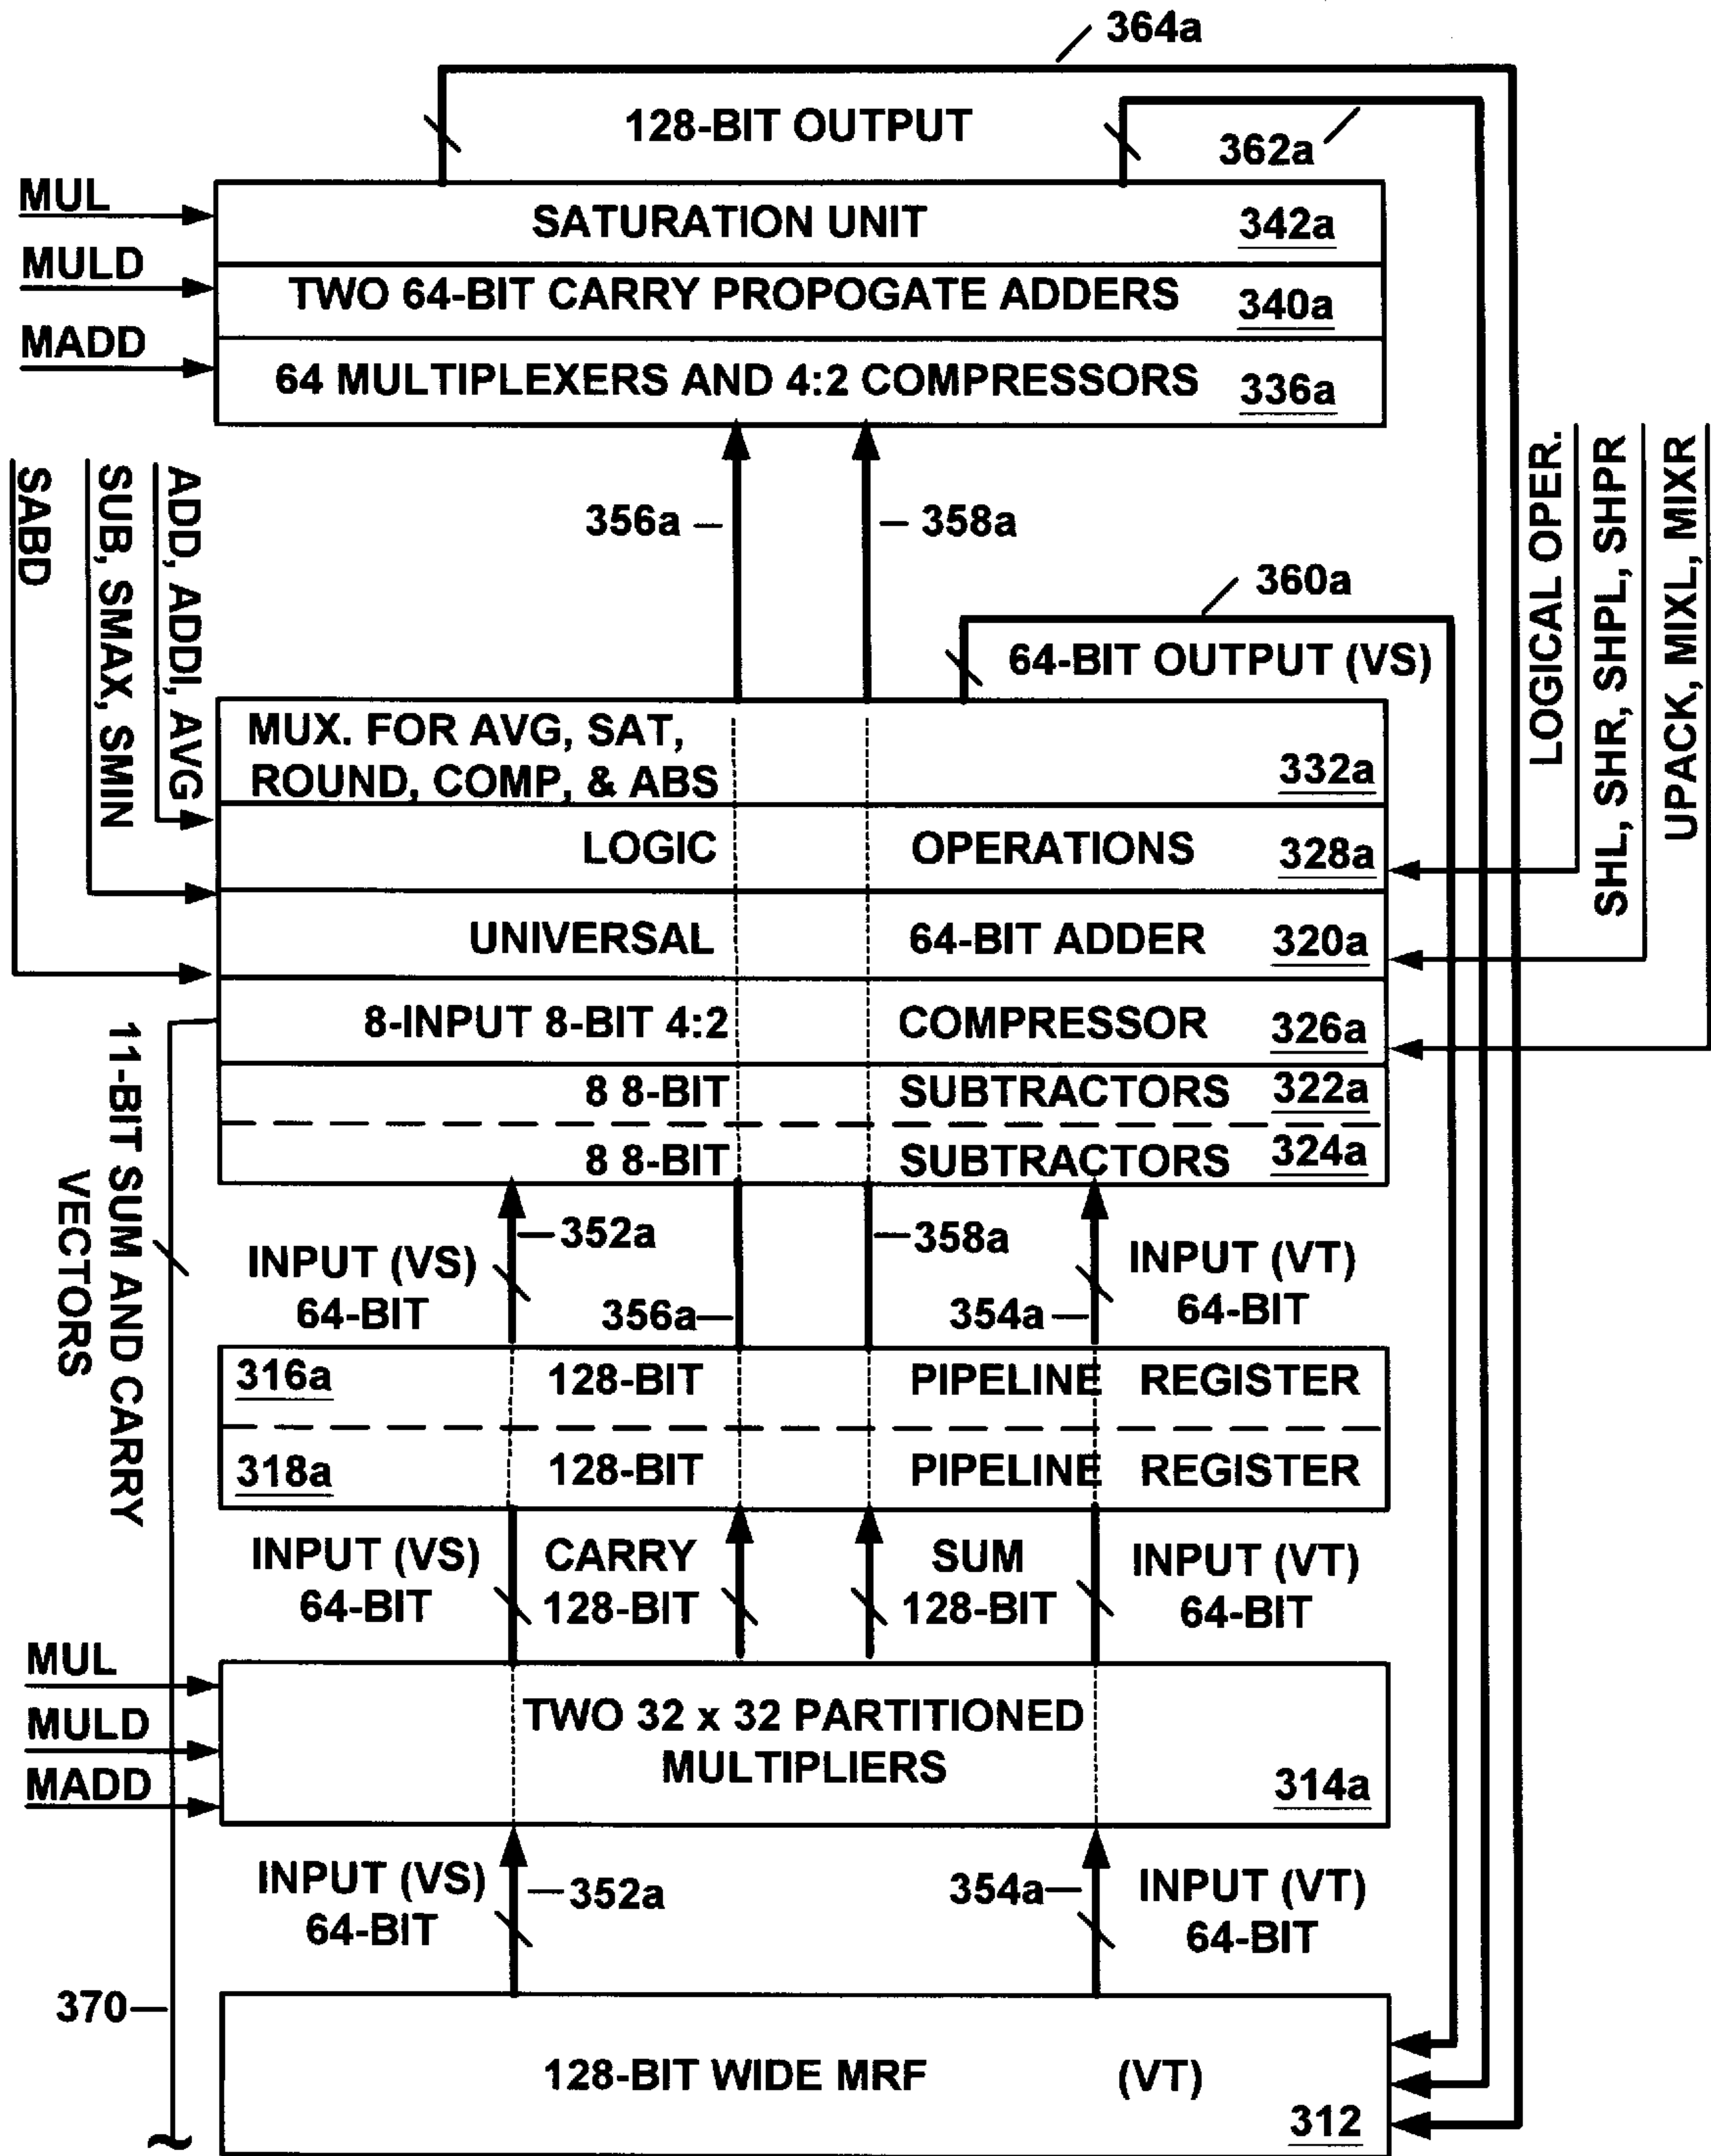 364a
128-BIT OUTPUT
362a
MUL
SATURATION UNIT 342a
MULD
TWO 64-BIT CARRY PROPOGATE ADDERS 340a
MADD
64 MULTIPLEXERS AND 4:2 COMPRESSORS 336a
SABD
SUB, SMAX, SMIN
ADD, ADDI, AVG
356a
358a
LOGICAL OPER.
SHL, SHR, SHPL, SHPR
UPACK, MIXL, MIXR
360a
64-BIT OUTPUT (VS)
MUX. FOR AVG, SAT,
ROUND, COMP, & ABS 332a
LOGIC OPERATIONS 328a
UNIVERSAL 64-BIT ADDER 320a
8-INPUT 8-BIT 4:2 COMPRESSOR 326a
8 8-BIT SUBTRACTORS 322a
8 8-BIT SUBTRACTORS 324a
11-BIT SUM AND CARRY
VECTORS
352a
358a
INPUT (VS)
64-BIT
356a
354a
INPUT (VT)
64-BIT
316a 128-BIT PIPELINE REGISTER
318a 128-BIT PIPELINE REGISTER
INPUT (VS)
64-BIT
CARRY
128-BIT
SUM
128-BIT
INPUT (VT)
64-BIT
MUL
MULD
MADD
TWO 32 x 32 PARTITIONED
MULTIPLIERS
314a
INPUT (VS)
64-BIT
352a
354a
INPUT (VT)
64-BIT
370
128-BIT WIDE MRF (VT)
312